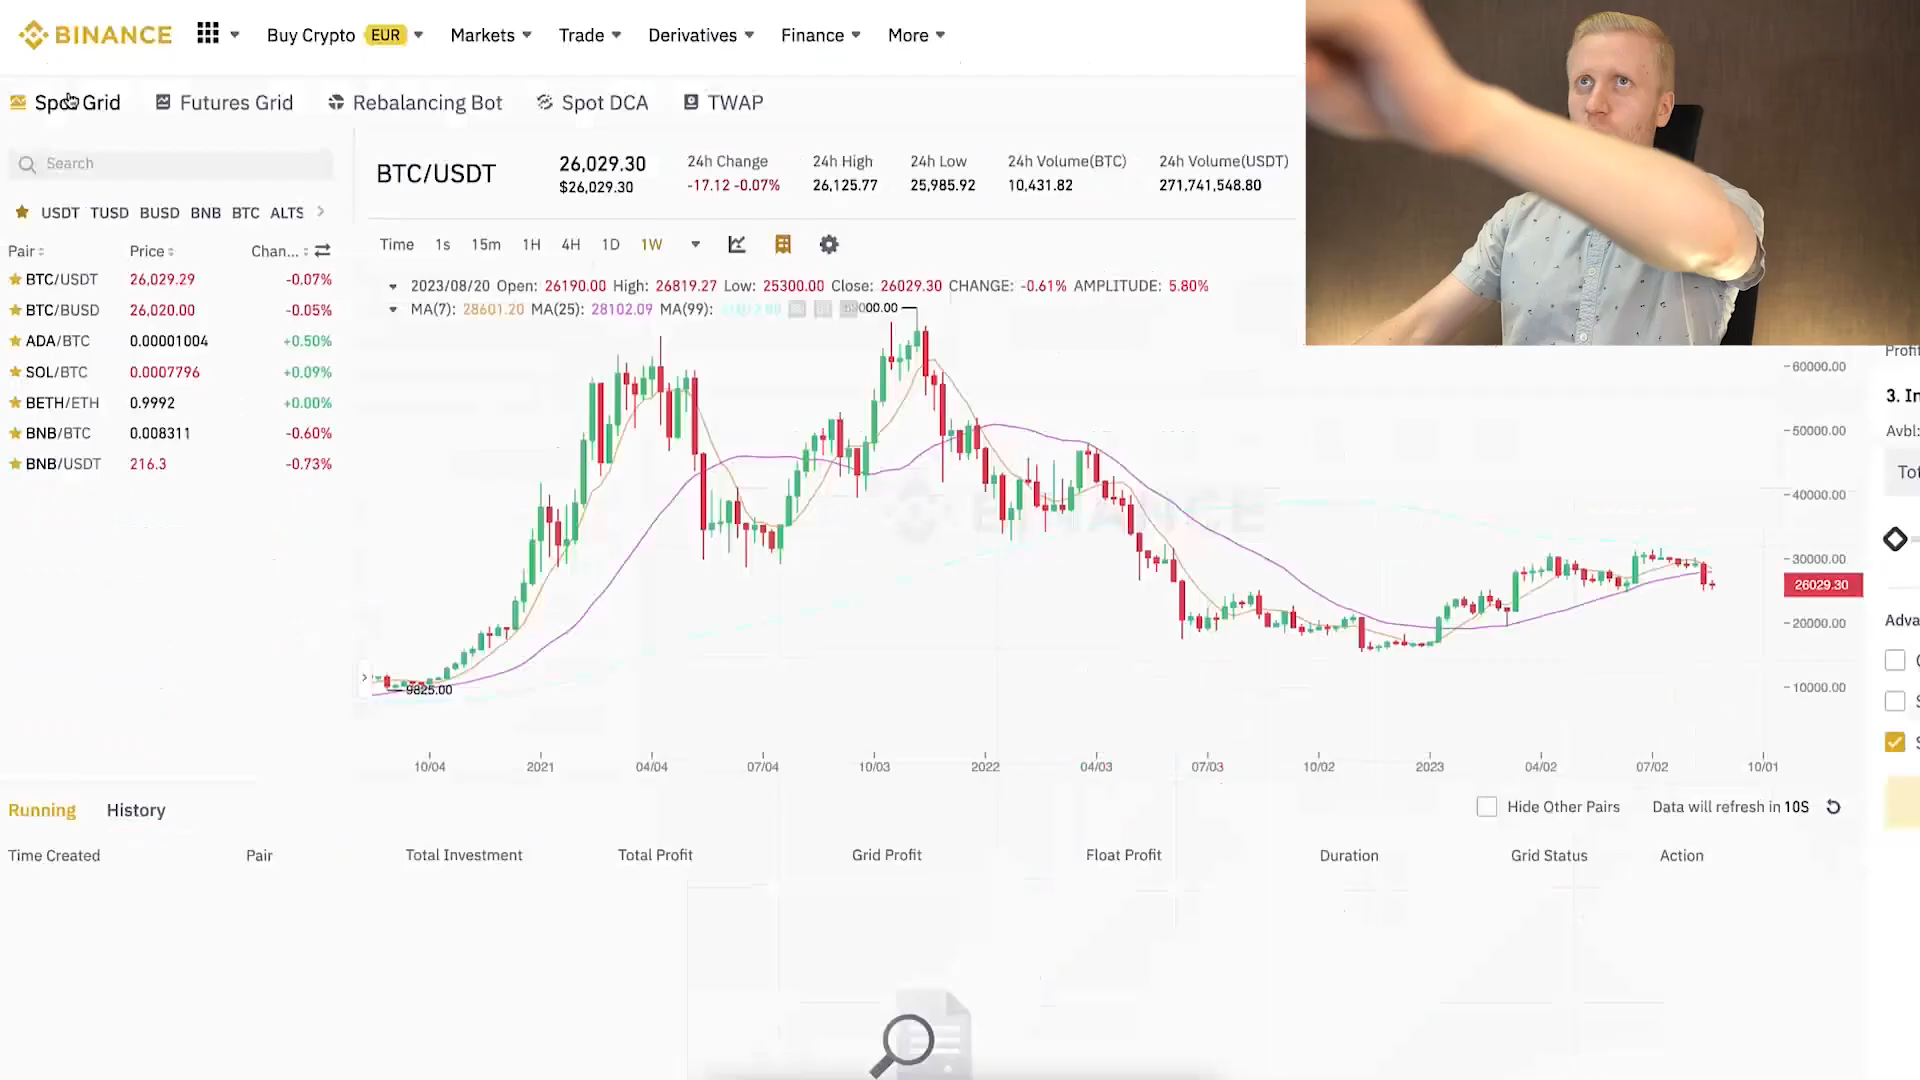 BINANCE
Buy Crypto EUR Markets Trade Derivatives Finance More
Spot Grid Futures Grid Rebalancing Bot Spot DCA TWAP
Search
USDT TUSD BUSD BNB BTC ALTS
Pair Price Chan...
BTC/USDT 26,029.29 -0.07%
BTC/BUSD 26,020.00 -0.05%
ADA/BTC 0.00001004 +0.50%
SOL/BTC 0.0007796 +0.09%
BETH/ETH 0.9992 +0.00%
BNB/BTC 0.008311 -0.60%
BNB/USDT 216.3 -0.73%
BTC/USDT
26,029.30
$26,029.30
24h Change
-17.12 -0.07%
24h High
26,125.77
24h Low
25,985.92
24h Volume(BTC)
10,431.82
24h Volume(USDT)
271,741,548.80
Time 1s 15m 1H 4H 1D 1W
2023/08/20 Open: 26190.00 High: 26819.27 Low: 25300.00 Close: 26029.30 CHANGE: -0.61% AMPLITUDE: 5.80%
MA(7): 28601.20 MA(25): 28102.09 MA(99):
BINANCE
9825.00
60000.00
50000.00
40000.00
30000.00
26029.30
20000.00
10000.00
10/04 2021 04/04 07/04 10/03 2022 04/03 07/03 10/02 2023 04/02 07/02 10/01
3.
Avbl:
Running History
Hide Other Pairs Data will refresh in 10S
Time Created Pair Total Investment Total Profit Grid Profit Float Profit Duration Grid Status Action